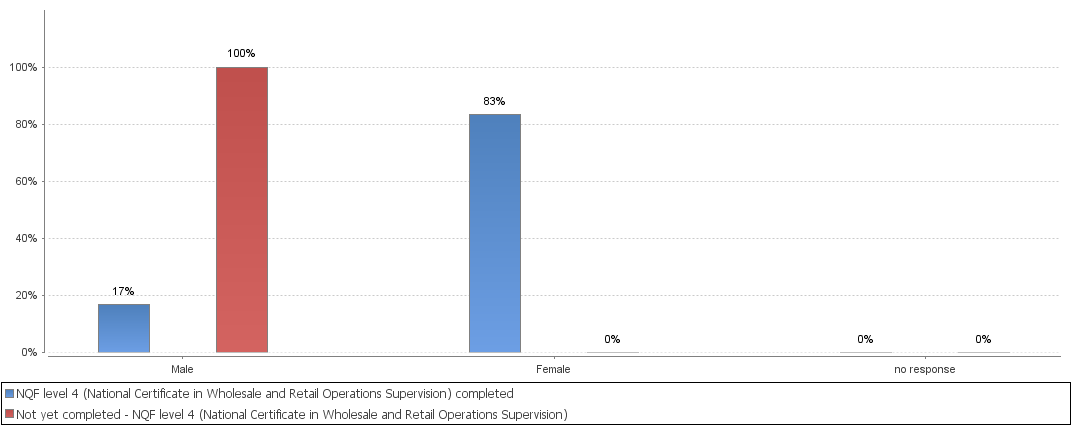 100%
83%
100%
80%
60%
40%
17%
20%
0%
0%
0%
0%
Male
Female
no response
NQF level 4 (National Certificate in Wholesale and Retail Operations Supervision) completed
Not yet completed - NQF level 4 (National Certificate in Wholesale and Retail Operations Supervision)